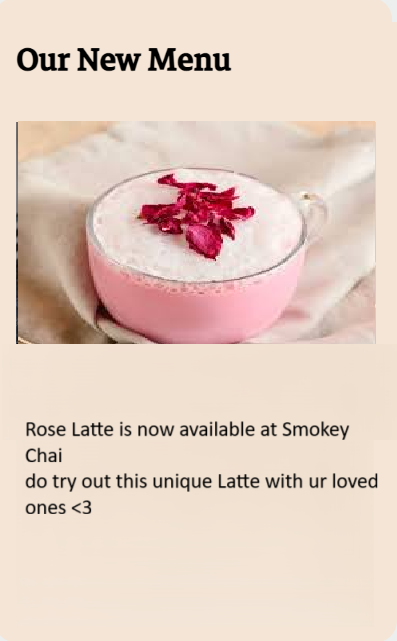 Our New Menu
Rose Latte is now available at Smokey
Chai
do try out this unique Latte with ur loved
ones <3